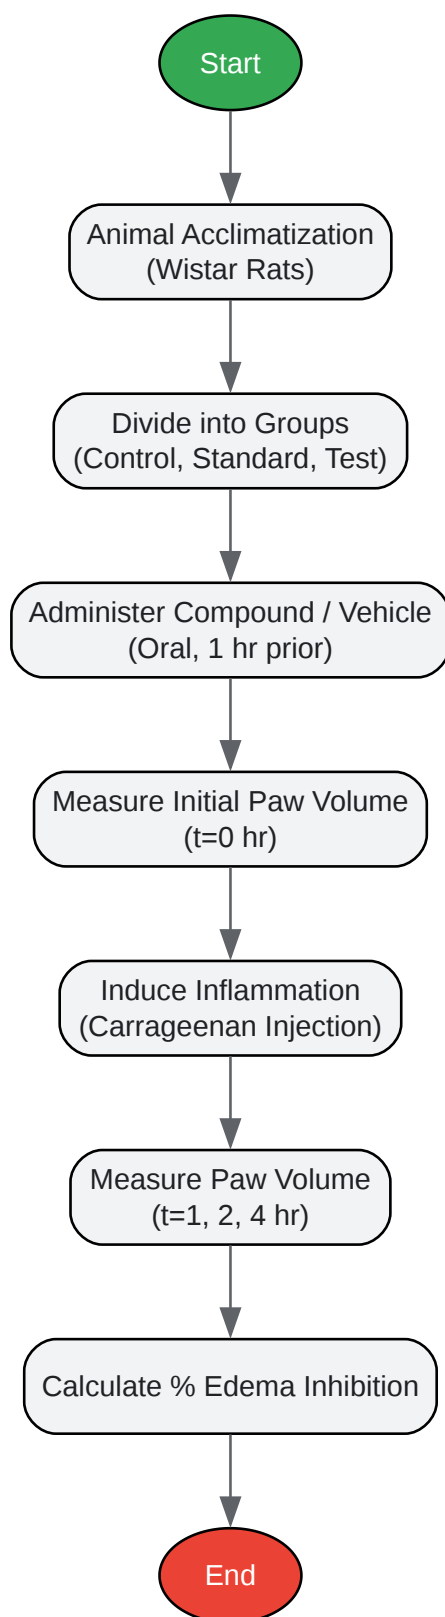 Start
Animal Acclimatization
(Wistar Rats)
Divide into Groups
(Control, Standard, Test)
Administer Compound / Vehicle
(Oral, 1 hr prior)
Measure Initial Paw Volume
(t=0 hr)
Induce Inflammation
(Carrageenan Injection)
Measure Paw Volume
(t=1, 2, 4 hr)
Calculate % Edema Inhibition
End